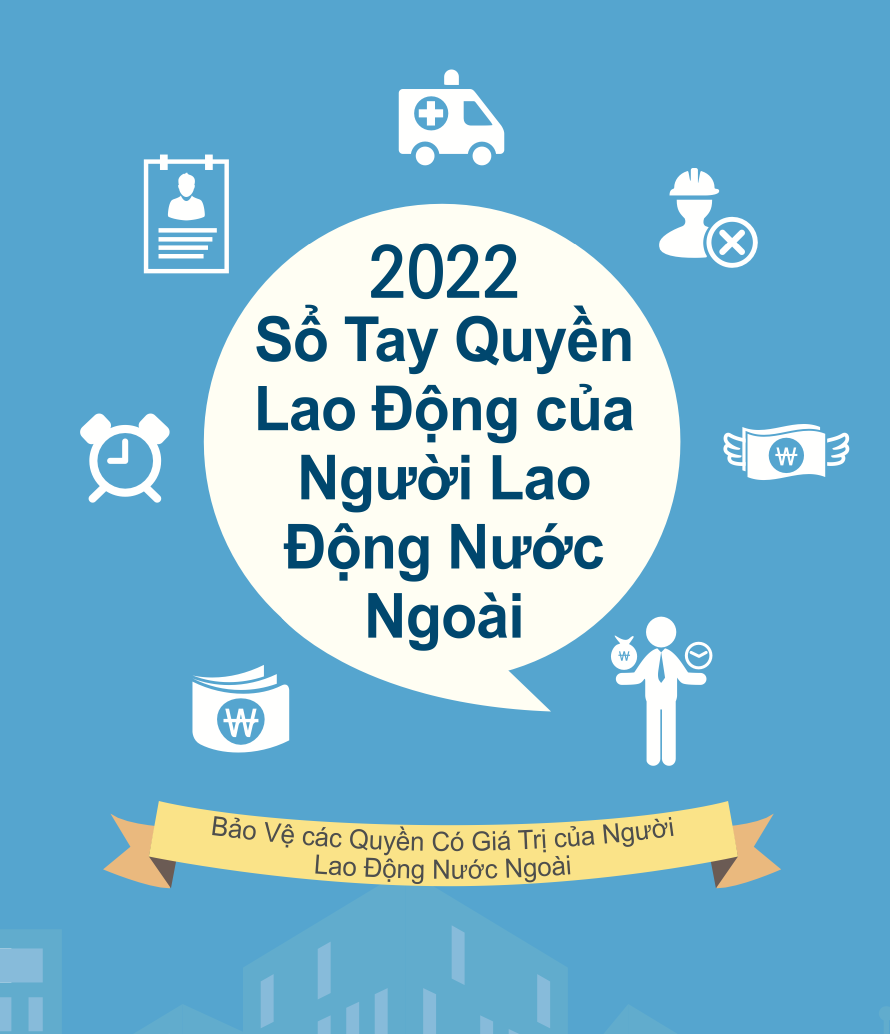 2022
Sổ Tay Quyền
Lao Động của
Người Lao
Động Nước
Ngoài
₩
₩
₩
Bảo Vệ các Quyền Có Giá Trị của Người
Lao Động Nước Ngoài